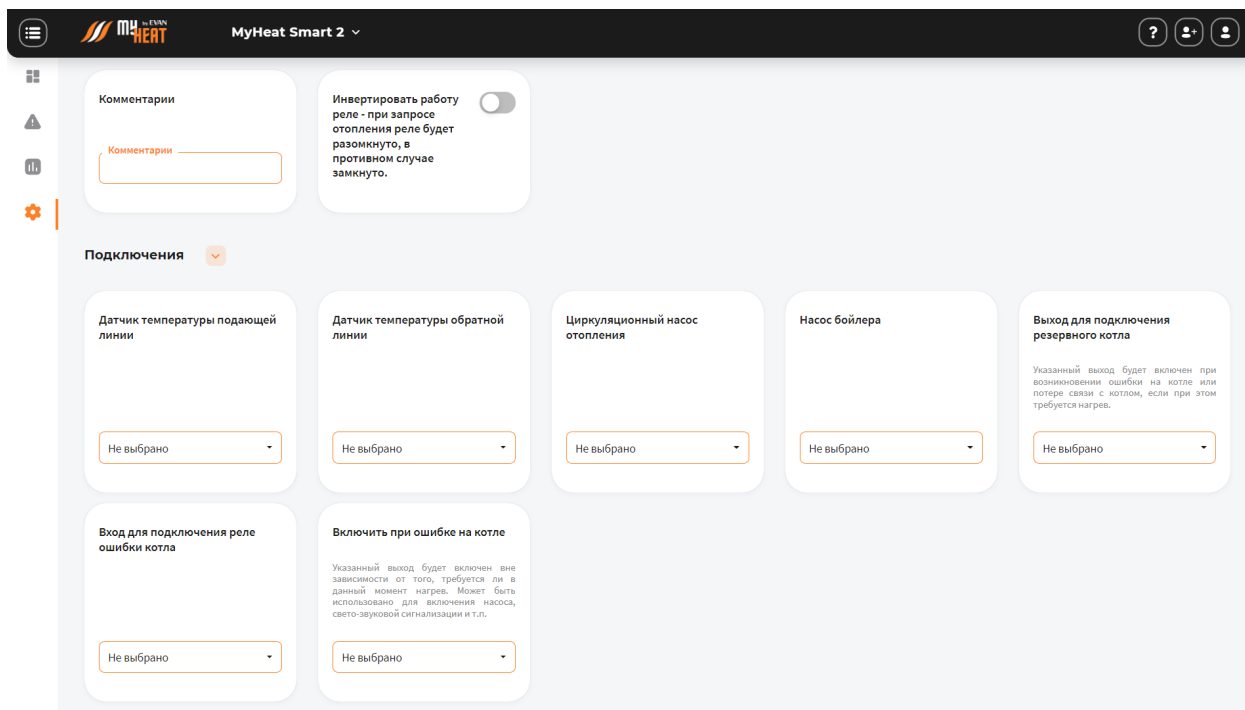 by EVAN
MYHEAT
MyHeat Smart 2
?
Комментарии
Комментарии
Инвертировать работу
реле - при запросе
отопления реле будет
разомкнуто, в
противном случае
замкнуто.
Подключения
Датчик температуры подающей
линии
Не выбрано
Датчик температуры обратной
линии
Не выбрано
Циркуляционный насос
отопления
Не выбрано
Насос бойлера
Не выбрано
Выход для подключения
резервного котла
Указанный выход будет включен при
возникновении ошибки на котле или
потере связи с котлом, если при этом
требуется нагрев.
Не выбрано
Вход для подключения реле
ошибки котла
Не выбрано
Включить при ошибке на котле
Указанный выход будет включен вне
зависимости от того, требуется ли в
данный момент нагрев. Может быть
использовано для включения насоса,
свето-звуковой сигнализации и т.п.
Не выбрано